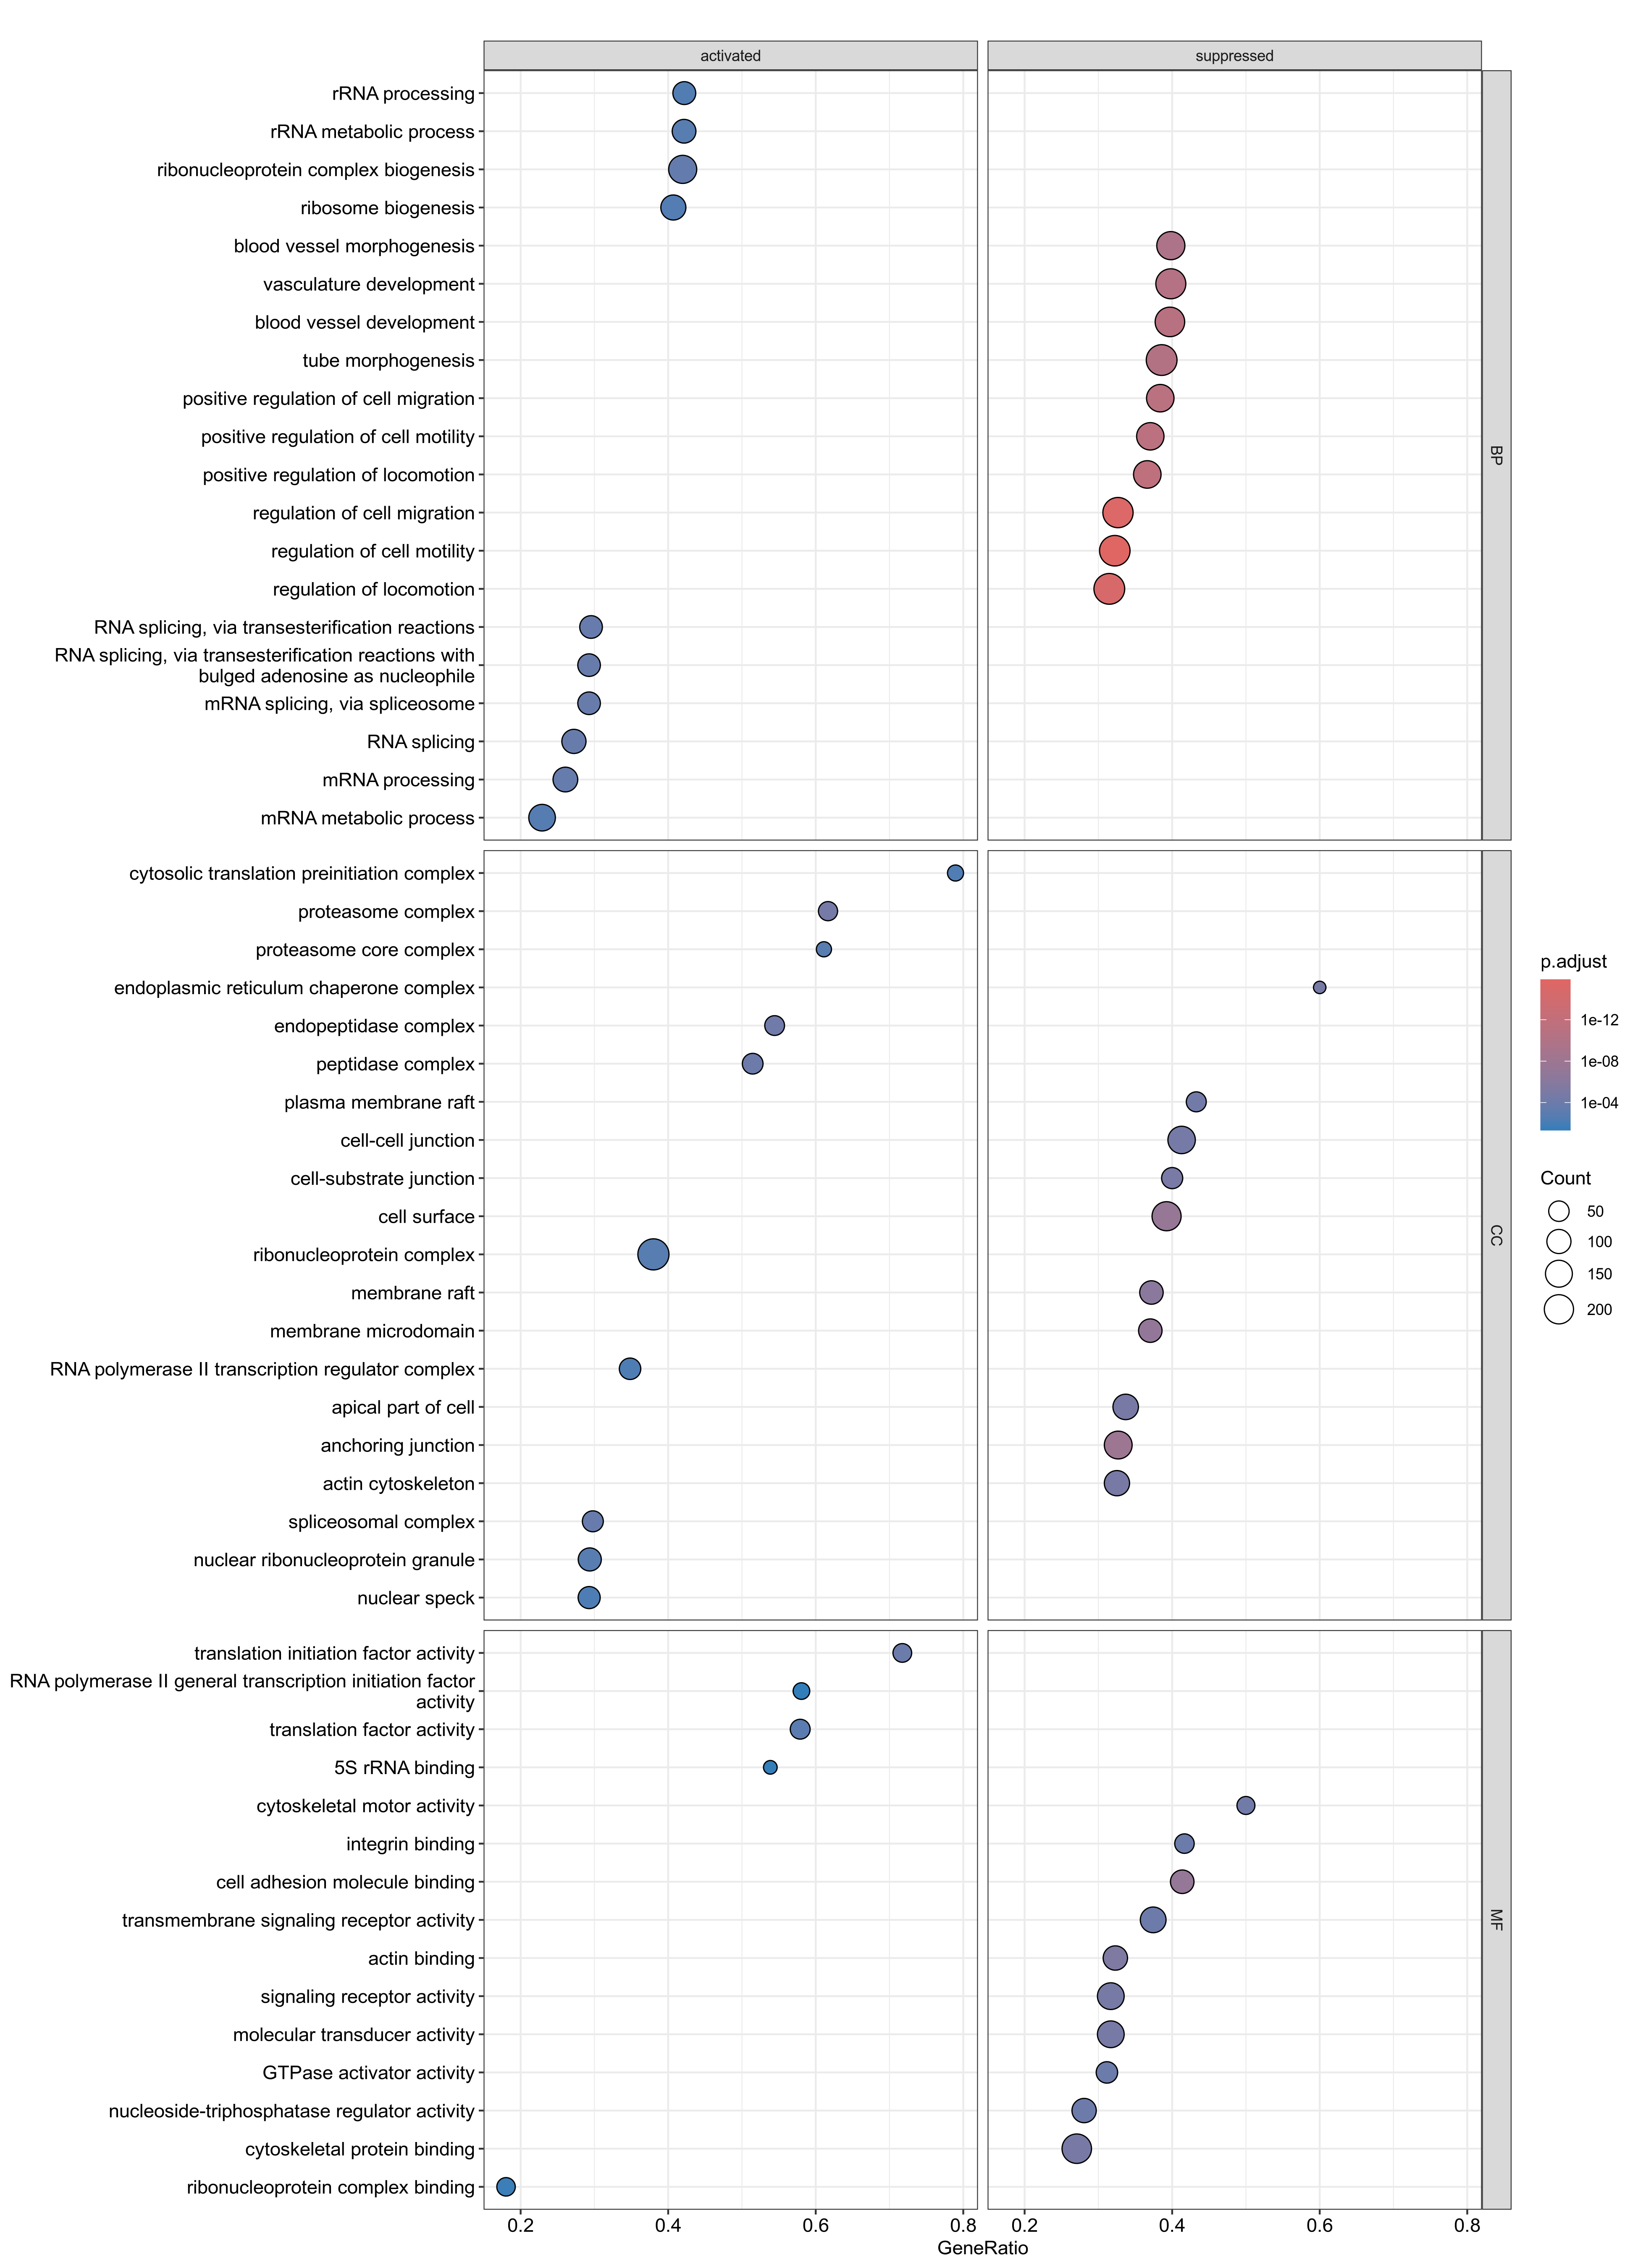 activated
suppressed
rRNA processing
rRNA metabolic process
ribonucleoprotein complex biogenesis
ribosome biogenesis
blood vessel morphogenesis
vasculature development
blood vessel development
tube morphogenesis
positive regulation of cell migration
positive regulation of cell motility
positive regulation of locomotion
regulation of cell migration
regulation of cell motility
regulation of locomotion
RNA splicing, via transesterification reactions
RNA splicing, via transesterification reactions with
bulged adenosine as nucleophile
mRNA splicing, via spliceosome
RNA splicing
mRNA processing
mRNA metabolic process
BP
cytosolic translation preinitiation complex
proteasome complex
proteasome core complex
endoplasmic reticulum chaperone complex
endopeptidase complex
peptidase complex
plasma membrane raft
cell-cell junction
cell-substrate junction
cell surface
ribonucleoprotein complex
membrane raft
membrane microdomain
RNA polymerase II transcription regulator complex
apical part of cell
anchoring junction
actin cytoskeleton
spliceosomal complex
nuclear ribonucleoprotein granule
nuclear speck
CC
translation initiation factor activity
RNA polymerase II general transcription initiation factor
activity
translation factor activity
5S rRNA binding
cytoskeletal motor activity
integrin binding
cell adhesion molecule binding
transmembrane signaling receptor activity
actin binding
signaling receptor activity
molecular transducer activity
GTPase activator activity
nucleoside-triphosphatase regulator activity
cytoskeletal protein binding
ribonucleoprotein complex binding
MF
0.2 0.4 0.6 0.8
0.2 0.4 0.6 0.8
GeneRatio
p.adjust
1e-12
1e-08
1e-04
Count
50
100
150
200